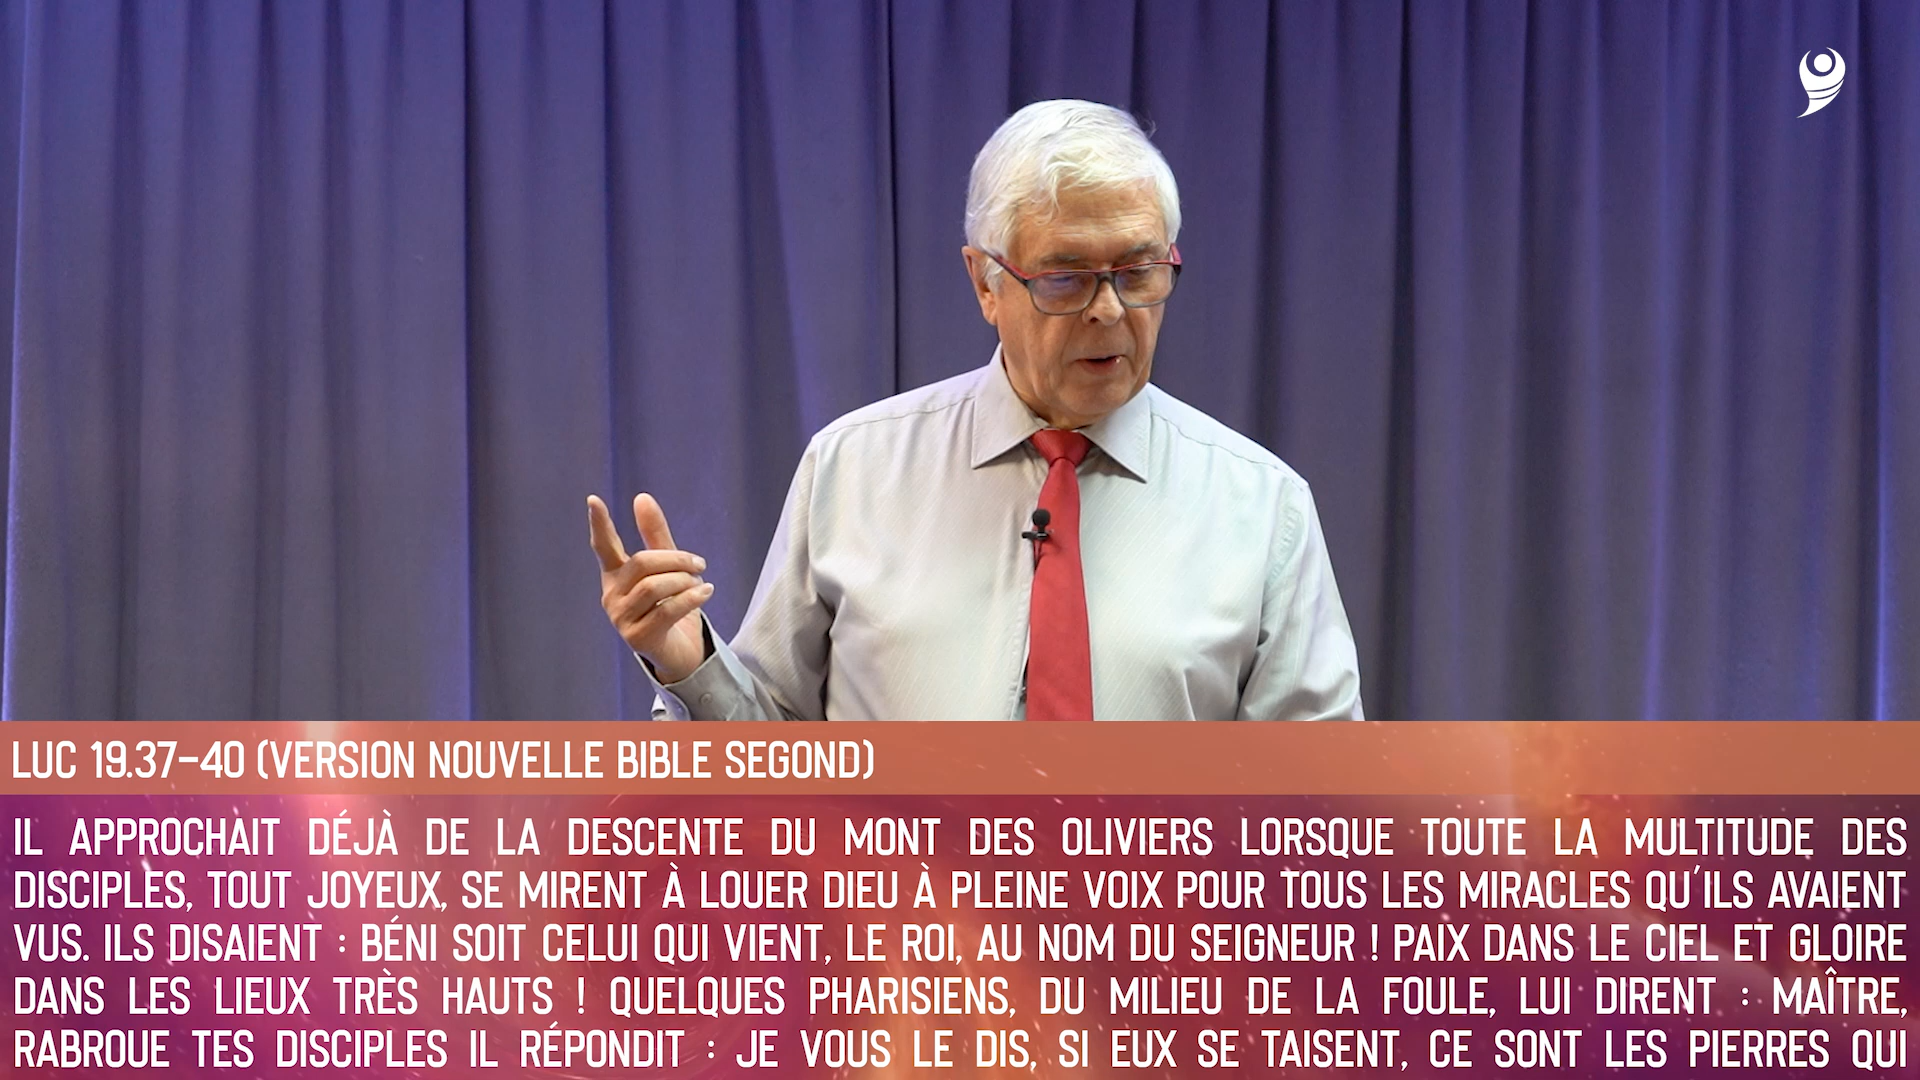 LUC 19.37-40 (VERSION NOUVELLE BIBLE SEGOND)
IL APPROCHAIT DÉJÀ DE LA DESCENTE DU MONT DES OLIVIERS LORSQUE TOUTE LA MULTITUDE DES
DISCIPLES, TOUT JOYEUX, SE MIRENT À LOUER DIEU À PLEINE VOIX POUR TOUS LES MIRACLES QU'ILS AVAIENT
VUS. ILS DISAIENT : BÉNI SOIT CELUI QUI VIENT, LE ROI, AU NOM DU SEIGNEUR ! PAIX DANS LE CIEL ET GLOIRE
DANS LES LIEUX TRÈS HAUTS ! QUELQUES PHARISIENS, DU MILIEU DE LA FOULE, LUI DIRENT : MAÎTRE,
RABROUE TES DISCIPLES IL RÉPONDIT : JE VOUS LE DIS, SI EUX SE TAISENT, CE SONT LES PIERRES QUI